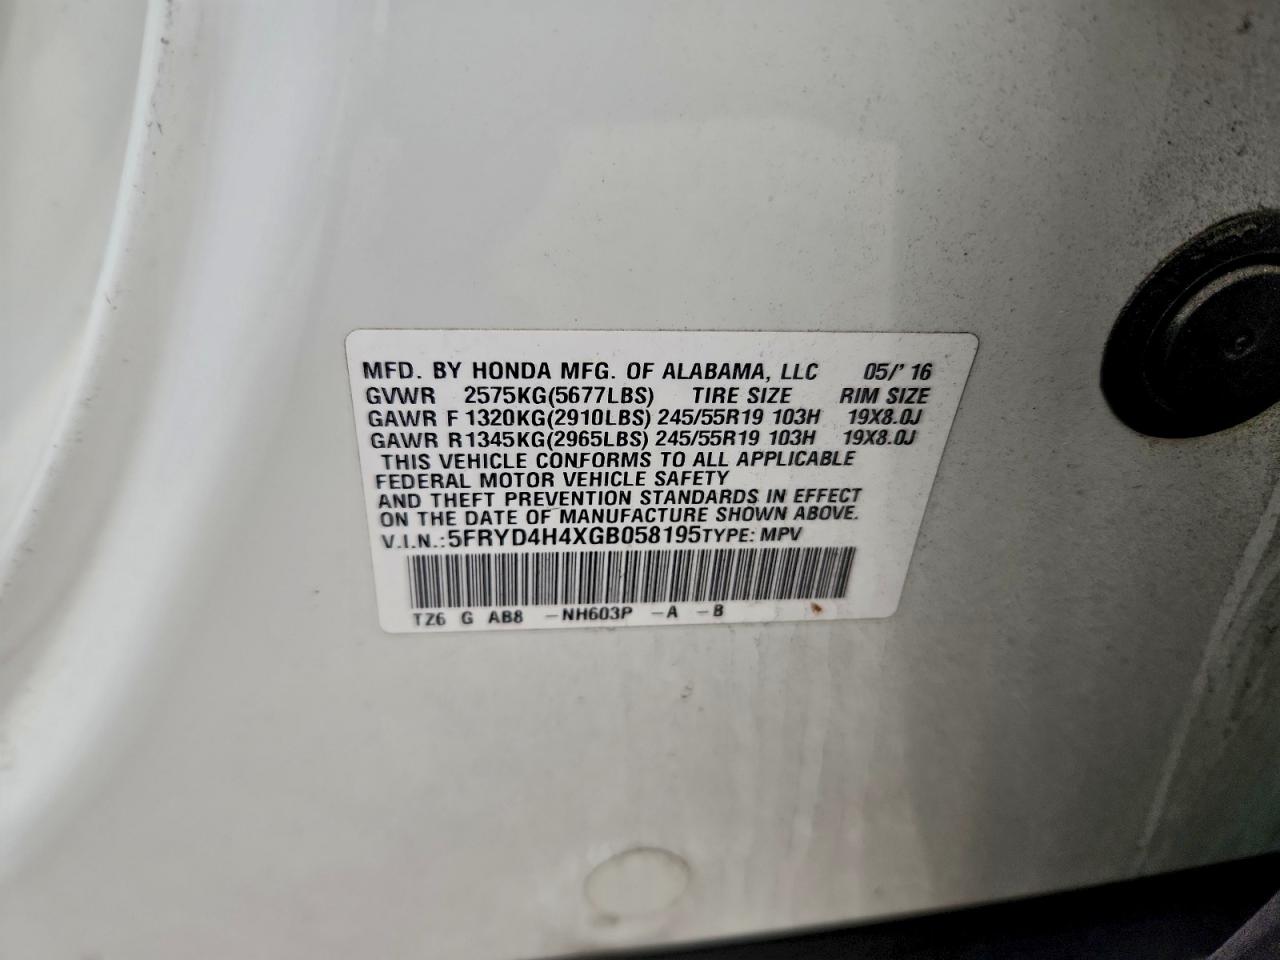 MFD. BY HONDA MFG. OF ALABAMA, LLC 05/'16
GVWR 2575KG(5677LBS) TIRE SIZE RIM SIZE
GAWR F 1320KG(2910LBS) 245/55R19 103H 19X8.0J
GAWR R1345KG(2965LBS) 245/55R19 103H 19X8.0J
THIS VEHICLE CONFORMS TO ALL APPLICABLE
FEDERAL MOTOR VEHICLE SAFETY
AND THEFT PREVENTION STANDARDS IN EFFECT
ON THE DATE OF MANUFACTURE SHOWN ABOVE.
V.I.N.:5FRYD4H4XGB058195TYPE: MPV
TZ6 G AB8 -NH603P -A -B